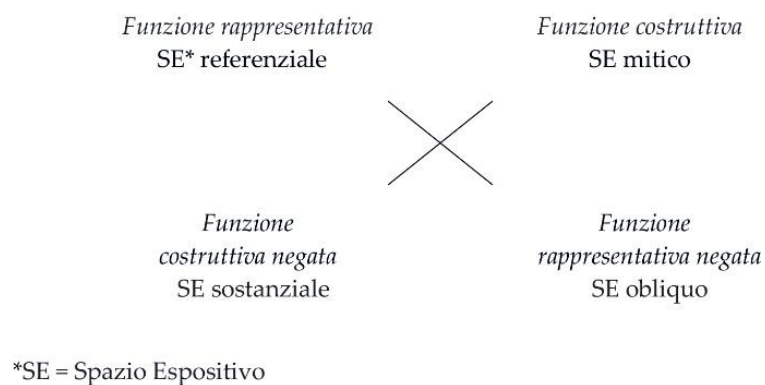 Funzione rappresentativa
SE* referenziale
Funzione costruttiva
SE mitico
Funzione
costruttiva negata
SE sostanziale
Funzione
rappresentativa negata
SE obliquo
*SE = Spazio Espositivo